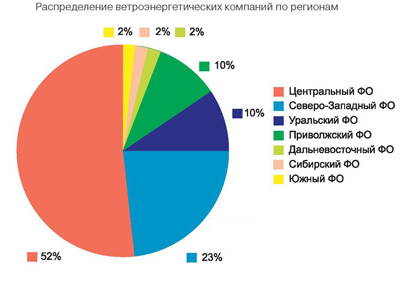 Распределение ветроэнергетических компаний по регионам
2% 2% 2%
10%
10%
Центральный ФО
Северо-Западный ФО
Уральский ФО
Приволжский ФО
Дальневосточный ФО
Сибирский ФО
Южный ФО
52%
23%